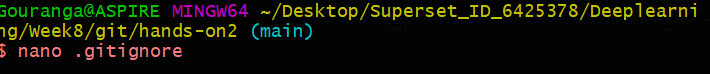 Gouranga@ASPIRE MINGW64 ~/Desktop/Superset_ID_6425378/Deeplearni
ng/Week8/git/hands-on2 (main)
$ nano .gitignore